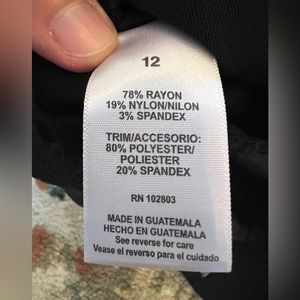 12
78% RAYON
19% NYLON/NILON
3% SPANDEX
TRIM/ACCESORIO:
80% POLYESTER/
POLIESTER
20% SPANDEX
RN 102803
MADE IN GUATEMALA
HECHO EN GUATEMALA
See reverse for care
Vease el reverso para el cuidado